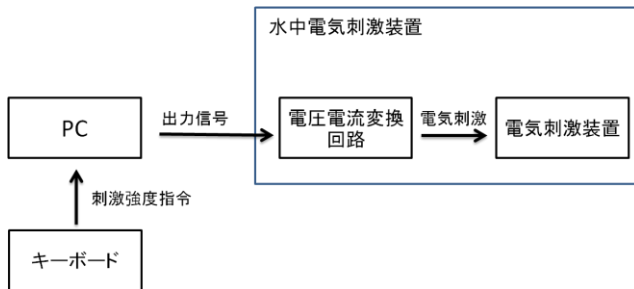 水中電気刺激装置
PC
出力信号
電圧電流変換
回路
電気刺激
電気刺激装置
刺激強度指令
キーボード